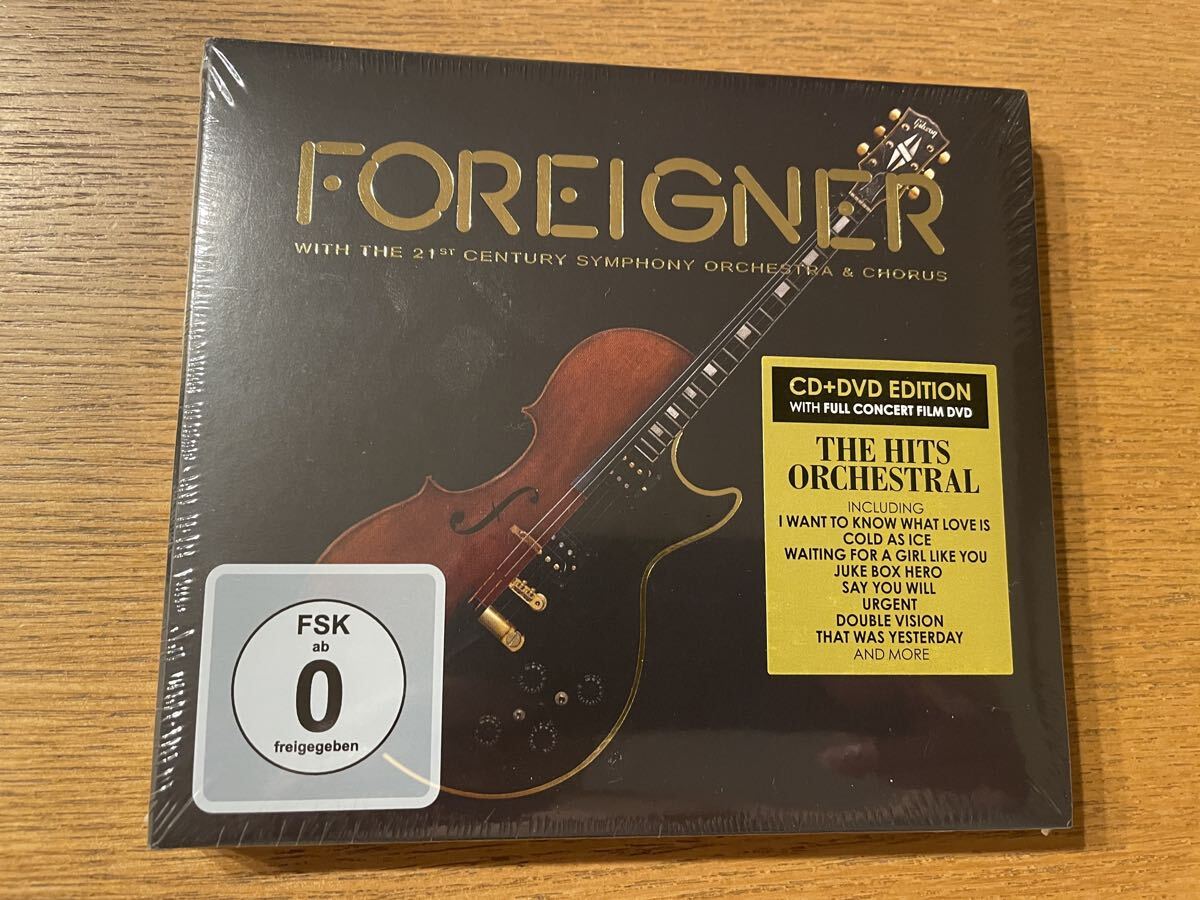 Gibson
FOREIGNER
WITH THE 21ST CENTURY SYMPHONY ORCHESTRA & CHORUS
CD+DVD EDITION
WITH FULL CONCERT FILM DVD
THE HITS
ORCHESTRAL
INCLUDING
I WANT TO KNOW WHAT LOVE IS
COLD AS ICE
WAITING FOR A GIRL LIKE YOU
JUKE BOX HERO
SAY YOU WILL
URGENT
DOUBLE VISION
THAT WAS YESTERDAY
AND MORE
FSK
ab
0
freigegeben